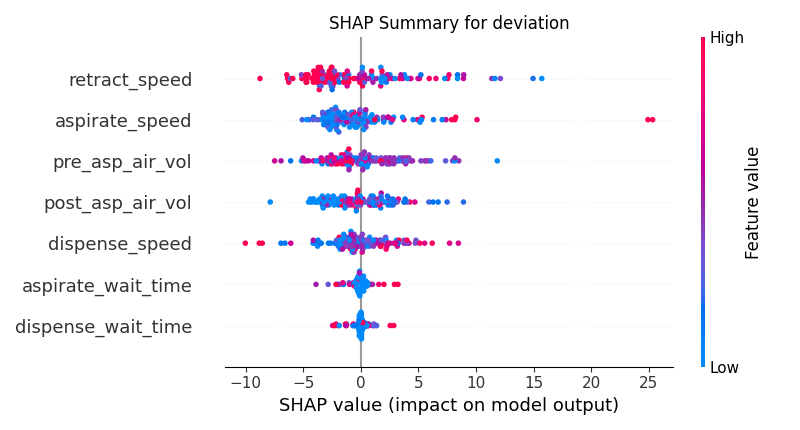 SHAP Summary for deviation
High
retract_speed
aspirate_speed
pre_asp_air_vol
post_asp_air_vol
dispense_speed
aspirate_wait_time
dispense_wait_time
Feature value
Low
−10 −5 0 5 10 15 20 25
SHAP value (impact on model output)